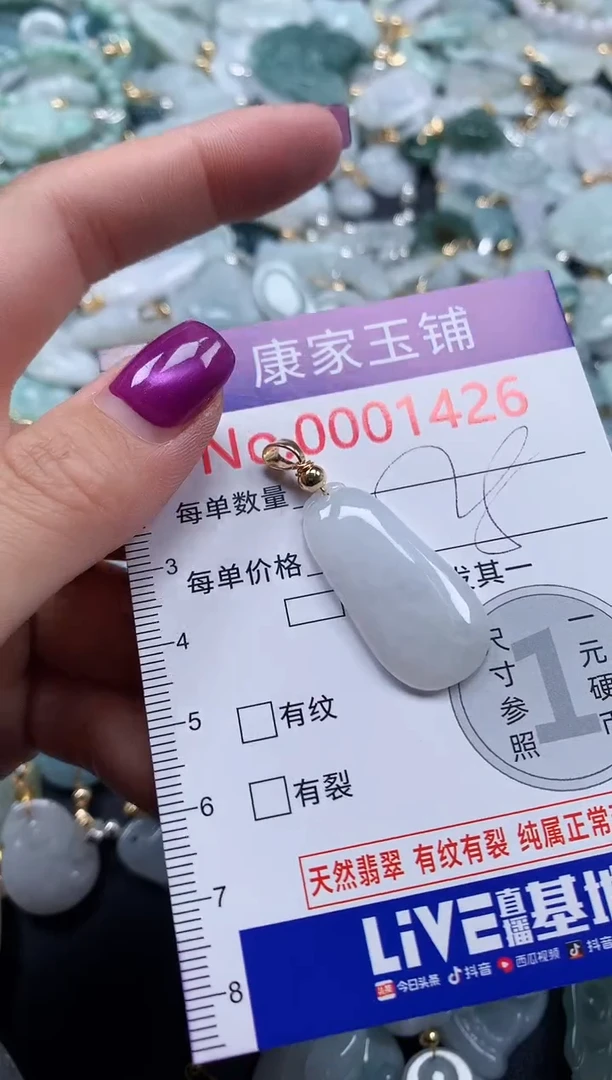 康家玉铺
No.0001426
每单数量
每单价格
发其一
3
4
5
6
7
8
有纹
有裂
尺寸参照
1
一元硬币
天然翡翠 有纹有裂 纯属正常
LiVE直播基地
今日头条 抖音 西瓜视频 抖音